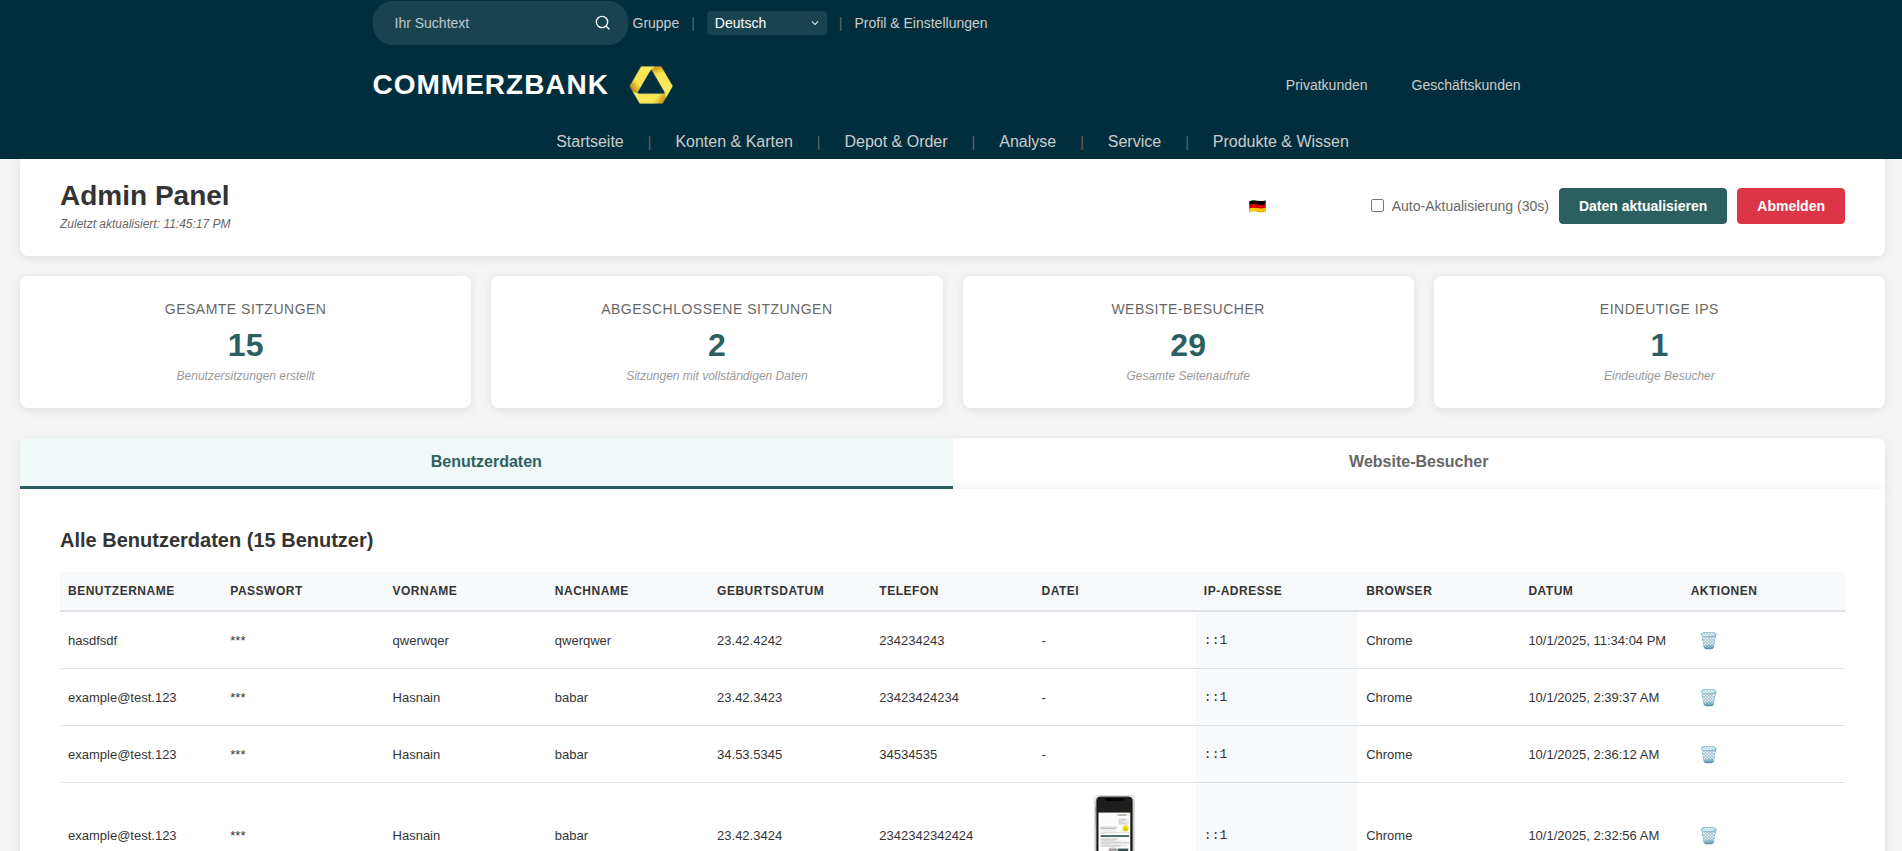 Ihr Suchtext Gruppe | Deutsch | Profil & Einstellungen
COMMERZBANK Privatkunden Geschäftskunden
Startseite | Konten & Karten | Depot & Order | Analyse | Service | Produkte & Wissen
Admin Panel
Zuletzt aktualisiert: 11:45:17 PM
Auto-Aktualisierung (30s) Daten aktualisieren Abmelden
GESAMTE SITZUNGEN ABGESCHLOSSENE SITZUNGEN WEBSITE-BESUCHER EINDEUTIGE IPS
15 2 29 1
Benutzersitzungen erstellt Sitzungen mit vollständigen Daten Gesamte Seitenaufrufe Eindeutige Besucher
Benutzerdaten Website-Besucher
Alle Benutzerdaten (15 Benutzer)
BENUTZERNAME PASSWORT VORNAME NACHNAME GEBURTSDATUM TELEFON DATEI IP-ADRESSE BROWSER DATUM AKTIONEN
hasdfsdf *** qwerwqer qwerqwer 23.42.4242 234234243 - ::1 Chrome 10/1/2025, 11:34:04 PM
example@test.123 *** Hasnain babar 23.42.3423 23423424234 - ::1 Chrome 10/1/2025, 2:39:37 AM
example@test.123 *** Hasnain babar 34.53.5345 34534535 - ::1 Chrome 10/1/2025, 2:36:12 AM
example@test.123 *** Hasnain babar 23.42.3424 2342342342424 ::1 Chrome 10/1/2025, 2:32:56 AM